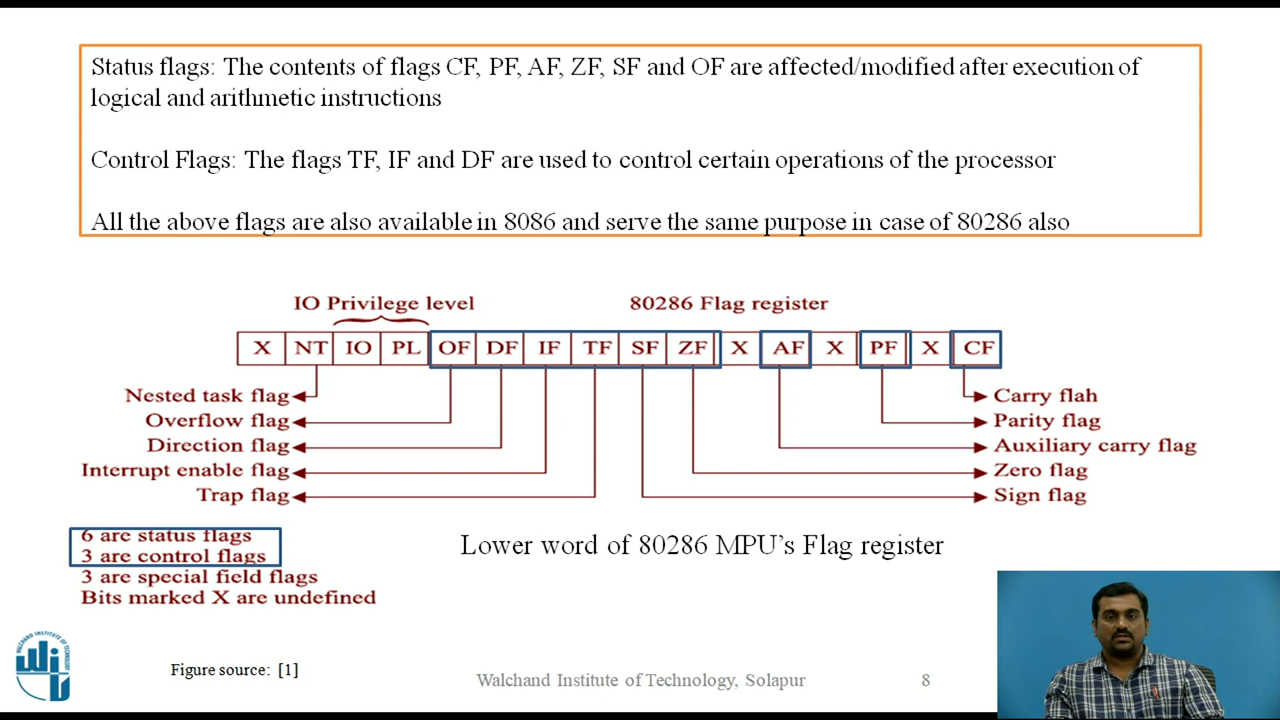 Status flags: The contents of flags CF, PF, AF, ZF, SF and OF are affected/modified after execution of
logical and arithmetic instructions
Control Flags: The flags TF, IF and DF are used to control certain operations of the processor
All the above flags are also available in 8086 and serve the same purpose in case of 80286 also
IO Privilege level
80286 Flag register
X NT IO PL OF DF IF TF SF ZF X AF X PF X CF
Nested task flag
Overflow flag
Direction flag
Interrupt enable flag
Trap flag
Carry flah
Parity flag
Auxiliary carry flag
Zero flag
Sign flag
6 are status flags
3 are control flags
3 are special field flags
Bits marked X are undefined
Lower word of 80286 MPU’s Flag register
WALCHAND INSTITUTE OF TECHNOLOGY
WIT
Figure source: [1]
Walchand Institute of Technology, Solapur
8